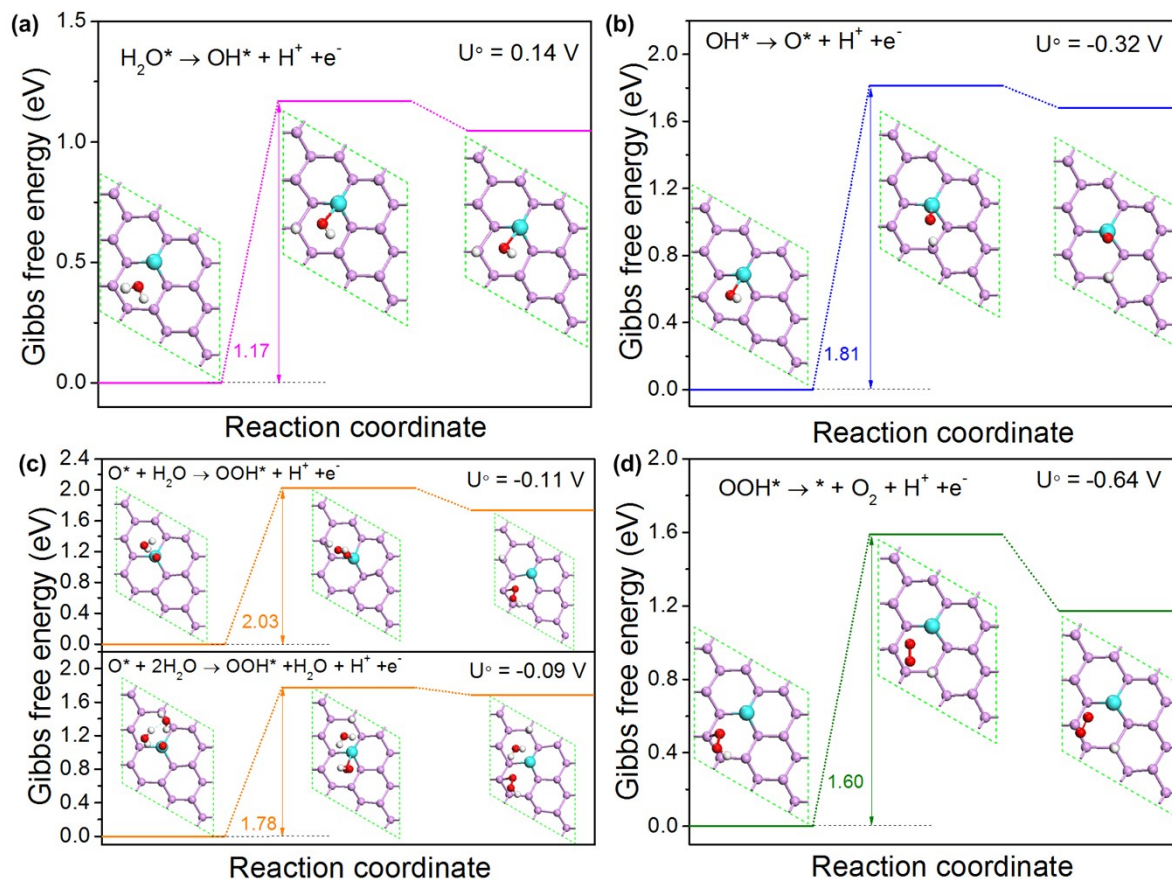 (a)
H₂O* → OH* + H⁺ +e⁻
U° = 0.14 V
1.5
1.0
0.5
0.0
Gibbs free energy (eV)
1.17
Reaction coordinate
(b)
OH* → O* + H⁺ + e⁻
U° = -0.32 V
2.0
1.6
1.2
0.8
0.4
0.0
Gibbs free energy (eV)
1.81
Reaction coordinate
(c)
O* + H₂O → OOH* + H⁺ +e⁻
U° = -0.11 V
2.4
2.0
1.6
1.2
0.8
0.4
0.0
2.03
O* + 2H₂O → OOH* +H₂O + H⁺ +e⁻
U° = -0.09 V
2.0
1.6
1.2
0.8
0.4
0.0
Gibbs free energy (eV)
1.78
Reaction coordinate
(d)
OOH* → * + O₂ + H⁺ +e⁻
U° = -0.64 V
2.0
1.6
1.2
0.8
0.4
0.0
Gibbs free energy (eV)
1.60
Reaction coordinate